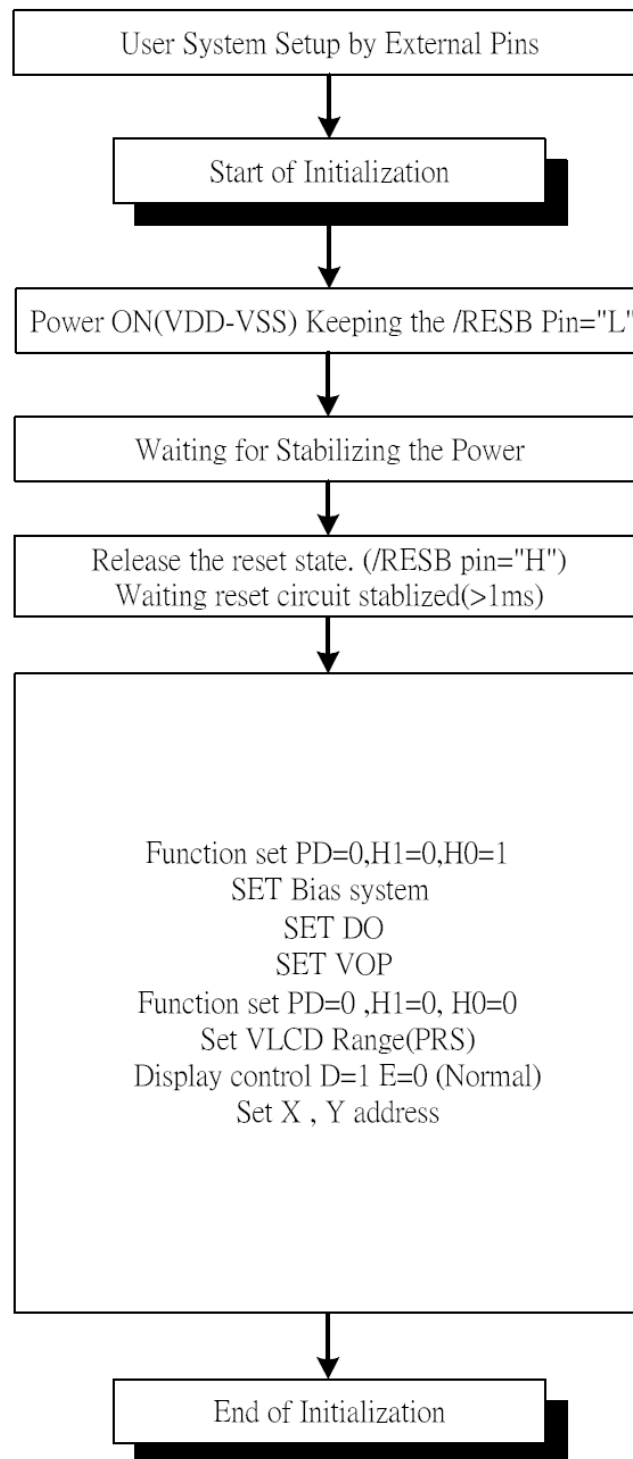 User System Setup by External Pins
Start of Initialization
Power ON(VDD-VSS) Keeping the /RESB Pin="L"
Waiting for Stabilizing the Power
Release the reset state. (/RESB pin="H")
Waiting reset circuit stablized(>1ms)
Function set PD=0,H1=0,H0=1
SET Bias system
SET DO
SET VOP
Function set PD=0 ,H1=0, H0=0
Set VLCD Range(PRS)
Display control D=1 E=0 (Normal)
Set X , Y address
End of Initialization